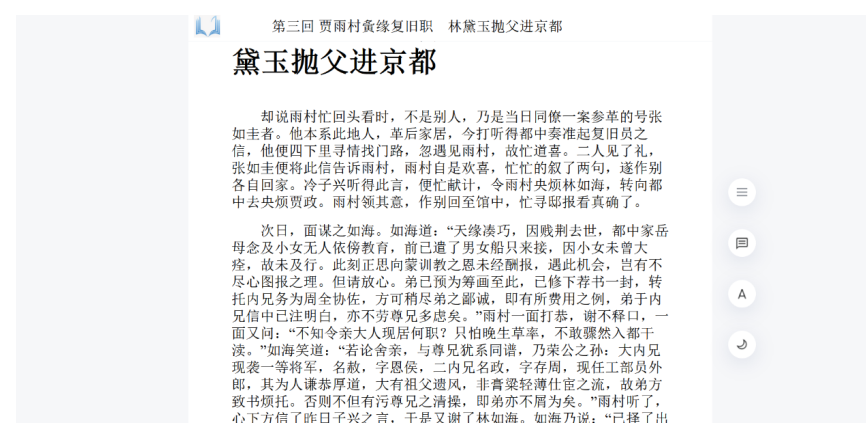 第三回 贾雨村夤缘复旧职　林黛玉抛父进京都
黛玉抛父进京都
却说雨村忙回头看时，不是别人，乃是当日同僚一案参革的号张
如圭者。他本系此地人，革后家居，今打听得都中奏准起复旧员之
信，他便四下里寻情找门路，忽遇见雨村，故忙道喜。二人见了礼，
张如圭便将此信告诉雨村，雨村自是欢喜，忙忙的叙了两句，遂作别
各自回家。冷子兴听得此言，便忙献计，令雨村央烦林如海，转向都
中去央烦贾政。雨村领其意，作别回至馆中，忙寻邸报看真确了。
次日，面谋之如海。如海道：“天缘凑巧，因贱荆去世，都中家岳
母念及小女无人依傍教育，前已遣了男女船只来接，因小女未曾大
痊，故未及行。此刻正思向蒙训教之恩未经酬报，遇此机会，岂有不
尽心图报之理。但请放心。弟已预为筹画至此，已修下荐书一封，转
托内兄务为周全协佐，方可稍尽弟之鄙诚，即有所费用之例，弟于内
兄信中已注明白，亦不劳尊兄多虑矣。”雨村一面打恭，谢不释口，一
面又问：“不知令亲大人现居何职？只怕晚生草率，不敢骤然入都干
渎。”如海笑道：“若论舍亲，与尊兄犹系同谱，乃荣公之孙：大内兄
现袭一等将军，名赦，字恩侯，二内兄名政，字存周，现任工部员外
郎，其为人谦恭厚道，大有祖父遗风，非膏粱轻薄仕宦之流，故弟方
致书烦托。否则不但有污尊兄之清操，即弟亦不屑为矣。”雨村听了，
心下方信了昨日子兴之言，于是又谢了林如海。如海乃说：“已择了出
A